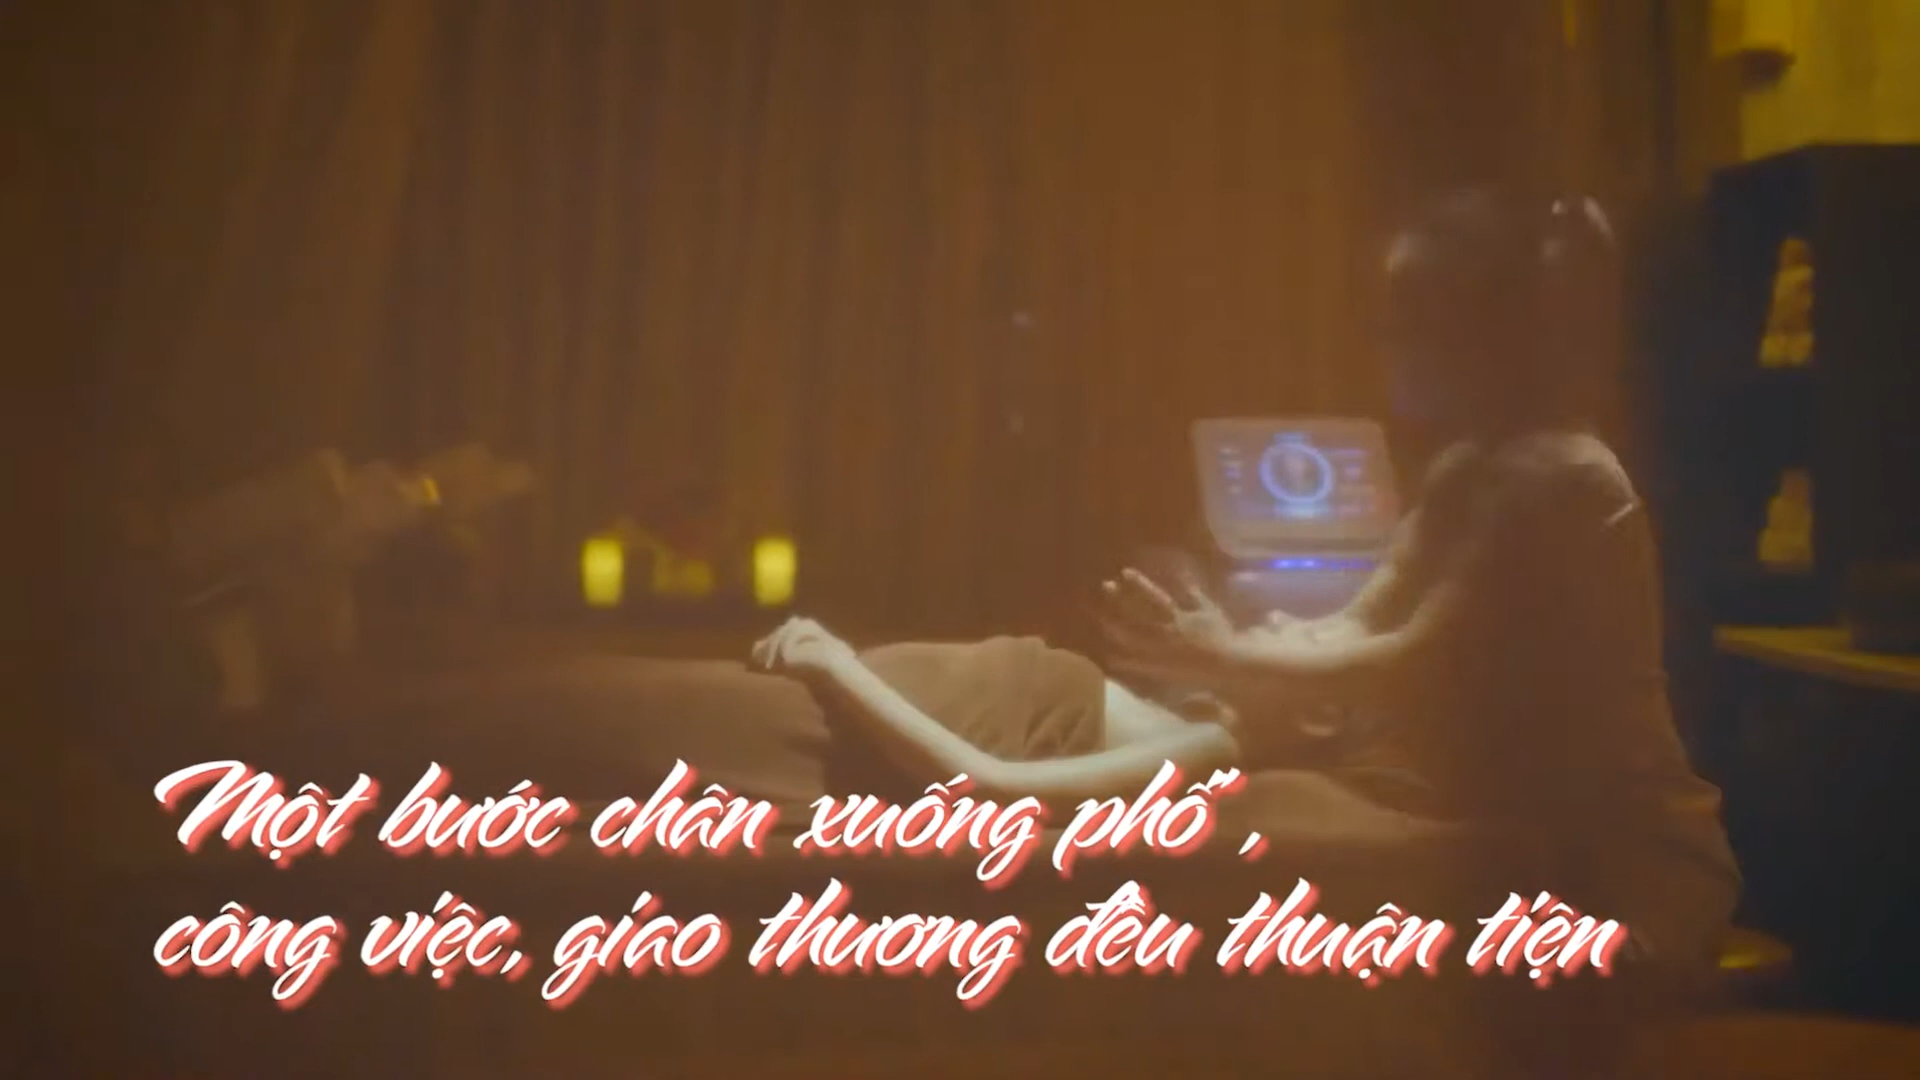 Một bước chân xuống phố ,
công việc, giao thương đều thuận tiện